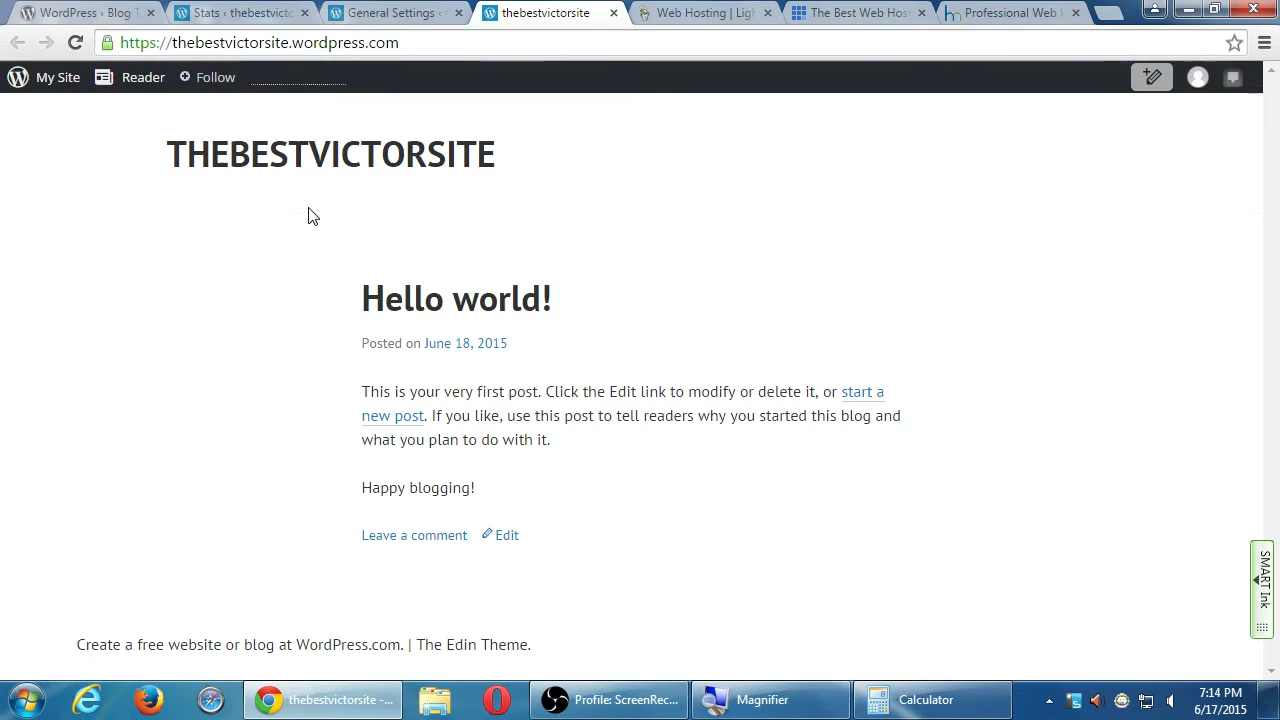 WordPress › Blog T
Stats ‹ thebestvicto
General Settings ‹
thebestvictorsite
Web Hosting | Ligh
The Best Web Hos
Professional Web H
https://thebestvictorsite.wordpress.com
My Site
Reader
Follow
THEBESTVICTORSITE
Hello world!
Posted on June 18, 2015
This is your very first post. Click the Edit link to modify or delete it, or start a
new post. If you like, use this post to tell readers why you started this blog and
what you plan to do with it.
Happy blogging!
Leave a comment Edit
SMART Ink
Create a free website or blog at WordPress.com. | The Edin Theme.
thebestvictorsite -...
Profile: ScreenRec...
Magnifier
Calculator
7:14 PM
6/17/2015